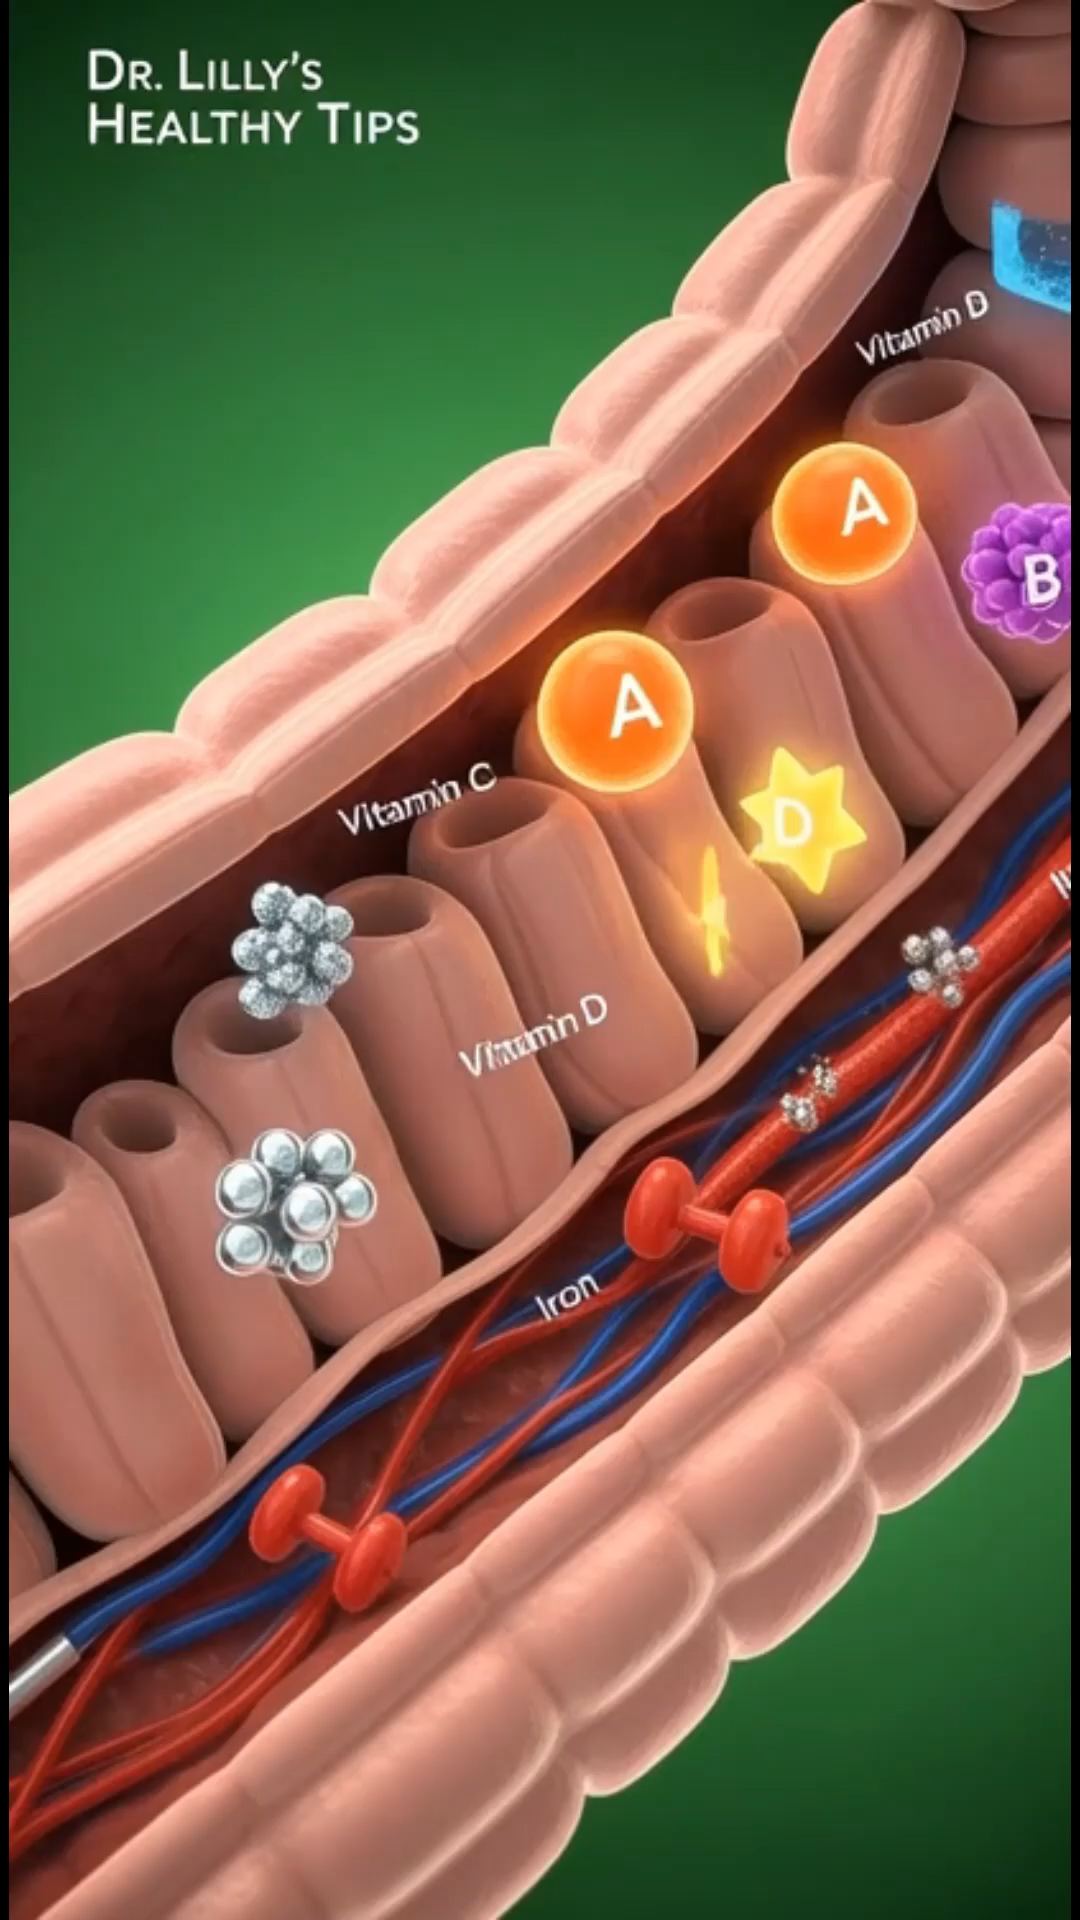 DR. LILLY'S
HEALTHY TIPS
Vitamin D
A
B
A
Vitamin C
D
Vitamin D
Iron